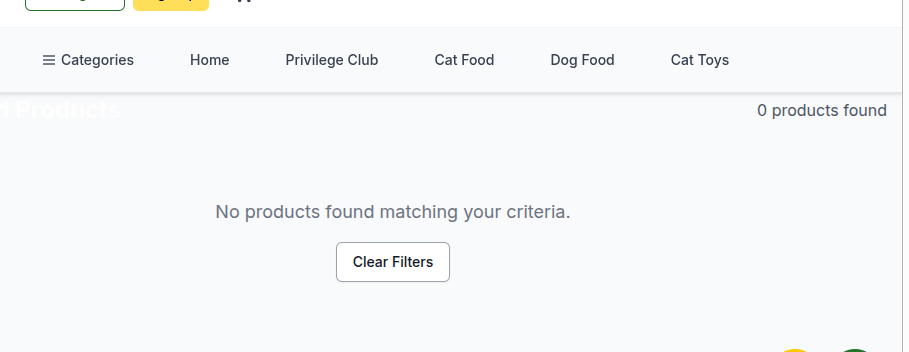 Categories Home Privilege Club Cat Food Dog Food Cat Toys
Products 0 products found
No products found matching your criteria.
Clear Filters